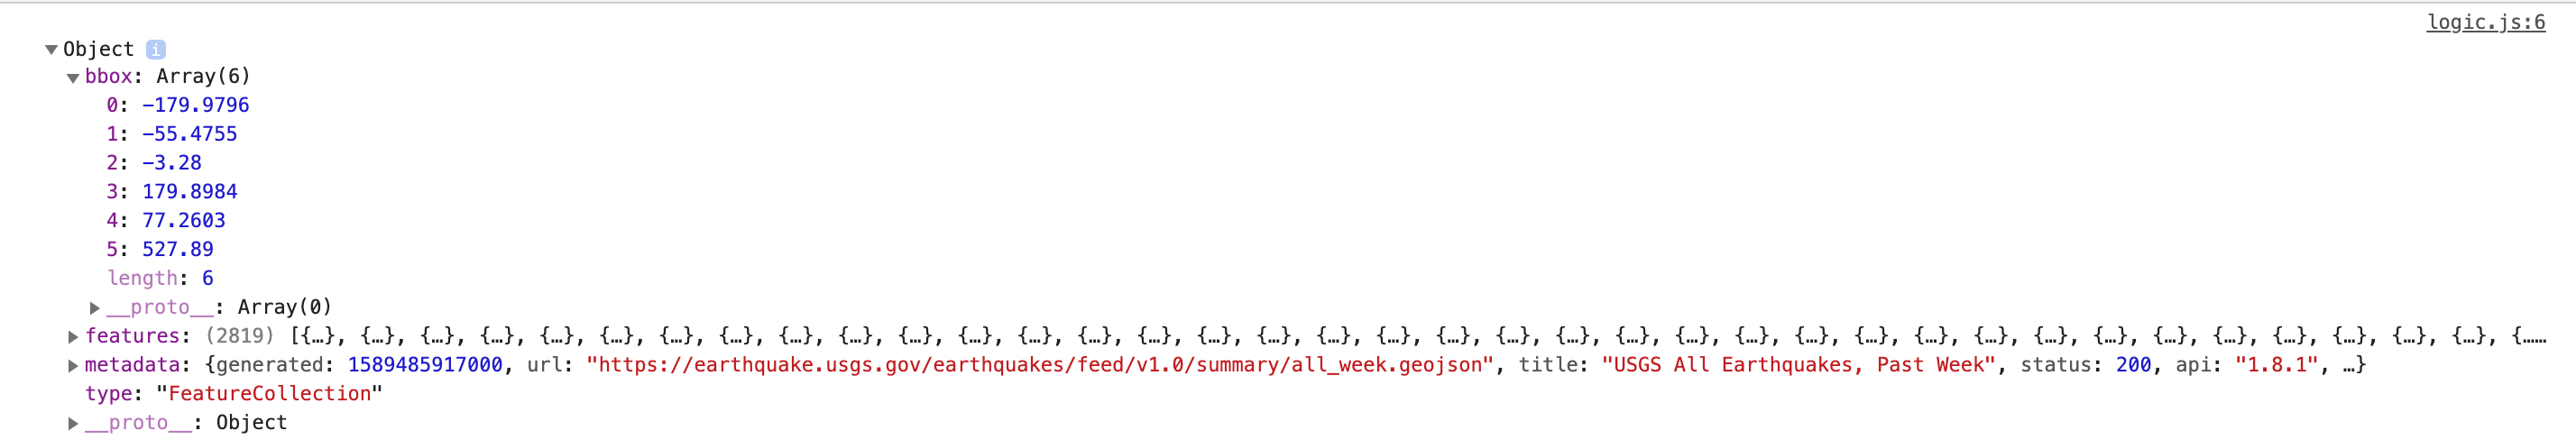 logic.js:6
▼Object i
▼bbox: Array(6)
0: -179.9796
1: -55.4755
2: -3.28
3: 179.8984
4: 77.2603
5: 527.89
length: 6
▶__proto__: Array(0)
▶features: (2819) [{…}, {…}, {…}, {…}, {…}, {…}, {…}, {…}, {…}, {…}, {…}, {…}, {…}, {…}, {…}, {…}, {…}, {…}, {…}, {…}, {…}, {…}, {…}, {…}, {…}, {…}, {…}, {…}, {…}, {…}, {…}, {…}, {…}, {…}, {…}, {…}, {…}, {……
▶metadata: {generated: 1589485917000, url: "https://earthquake.usgs.gov/earthquakes/feed/v1.0/summary/all_week.geojson", title: "USGS All Earthquakes, Past Week", status: 200, api: "1.8.1", …}
type: "FeatureCollection"
▶__proto__: Object